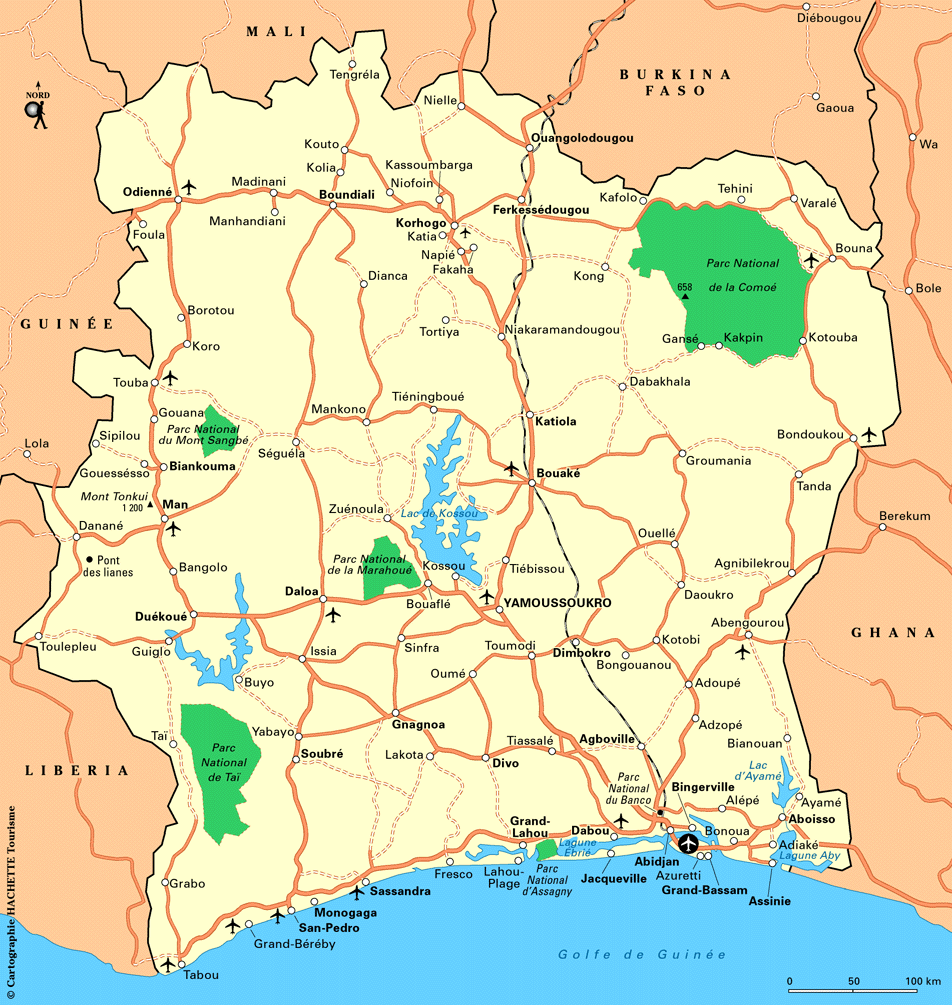 Diébougou
MALI
BURKINA
FASO
Tengréla
NORD
Nielle
Gaoua
Ouangolodougou
Wa
Kouto
Kolia
Kassoumbarga
Niofoin
Madinani
Odienné
Boundiali
Kafolo
Tehini
Varalé
Manhandiani
Ferkessédougou
Foula
Korhogo
Katia
Napié
Fakaha
Bouna
Kong
Parc National
de la Comoé
Dianca
658
Bole
Borotou
GUINÉE
Tortiya
Niakaramandougou
Koro
Gansé
Kakpin
Kotouba
Touba
Dabakhala
Tiéningboué
Gouana
Mankono
Katiola
Parc National
du Mont Sangbé
Sipilou
Bondoukou
Lola
Séguéla
Gouessésso
Biankouma
Groumania
Bouaké
Tanda
Mont Tonkui
1 200
Man
Zuénoula
Lac de Kossou
Berekum
Danané
Ouellé
Pont
des lianes
Parc National
de la Marahoué
Kossou
Bangolo
Tiébissou
Agnibilekrou
Daloa
Bouaflé
YAMOUSSOUKRO
Daoukro
Duékoué
Abengourou
GHANA
Toulepleu
Guiglo
Issia
Sinfra
Toumodi
Dimbokro
Kotobi
Bongouanou
Buyo
Oumé
Adoupé
Gnagnoa
Adzopé
Taï
Yabayo
Tiassalé
Agboville
Bianouan
Parc
National
de Taï
Soubré
Lakota
Divo
LIBERIA
Lac
d'Ayamé
Parc
National
du Banco
Bingerville
Alépé
Ayamé
Grand-
Lahou
Dabou
Bonoua
Aboisso
Lagune
Ebrié
Adiaké
Lagune Aby
Abidjan
Fresco
Lahou-
Plage
Parc
National
d'Assagny
Jacqueville
Azuretti
Grand-Bassam
Assinie
Grabo
Sassandra
Monogaga
San-Pedro
Grand-Béréby
Tabou
Golfe de Guinée
0 50 100 km
© Cartographie HACHETTE Tourisme